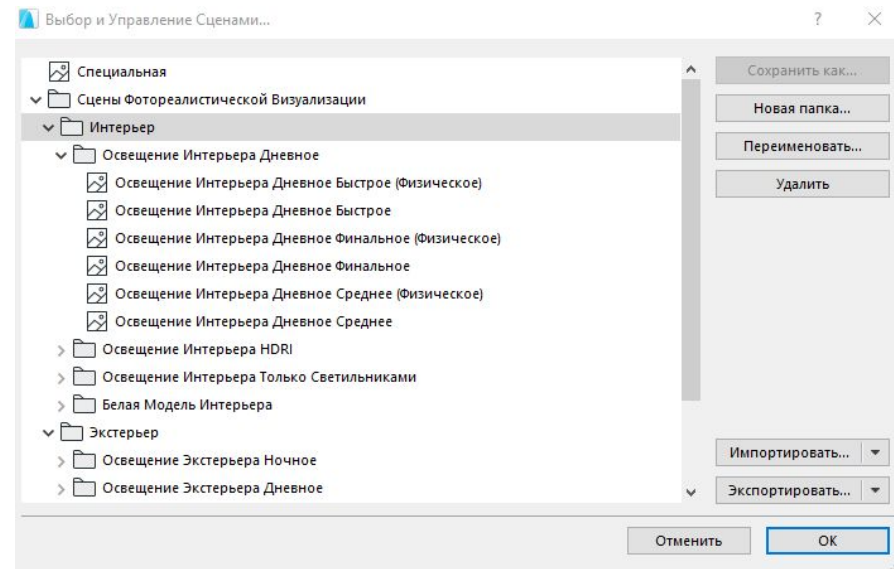 Выбор и Управление Сценами...
?
Специальная
Сцены Фотореалистической Визуализации
Интерьер
Освещение Интерьера Дневное
Освещение Интерьера Дневное Быстрое (Физическое)
Освещение Интерьера Дневное Быстрое
Освещение Интерьера Дневное Финальное (Физическое)
Освещение Интерьера Дневное Финальное
Освещение Интерьера Дневное Среднее (Физическое)
Освещение Интерьера Дневное Среднее
Освещение Интерьера HDRI
Освещение Интерьера Только Светильниками
Белая Модель Интерьера
Экстерьер
Освещение Экстерьера Ночное
Освещение Экстерьера Дневное
Сохранить как...
Новая папка...
Переименовать...
Удалить
Импортировать...
Экспортировать...
Отменить
OK